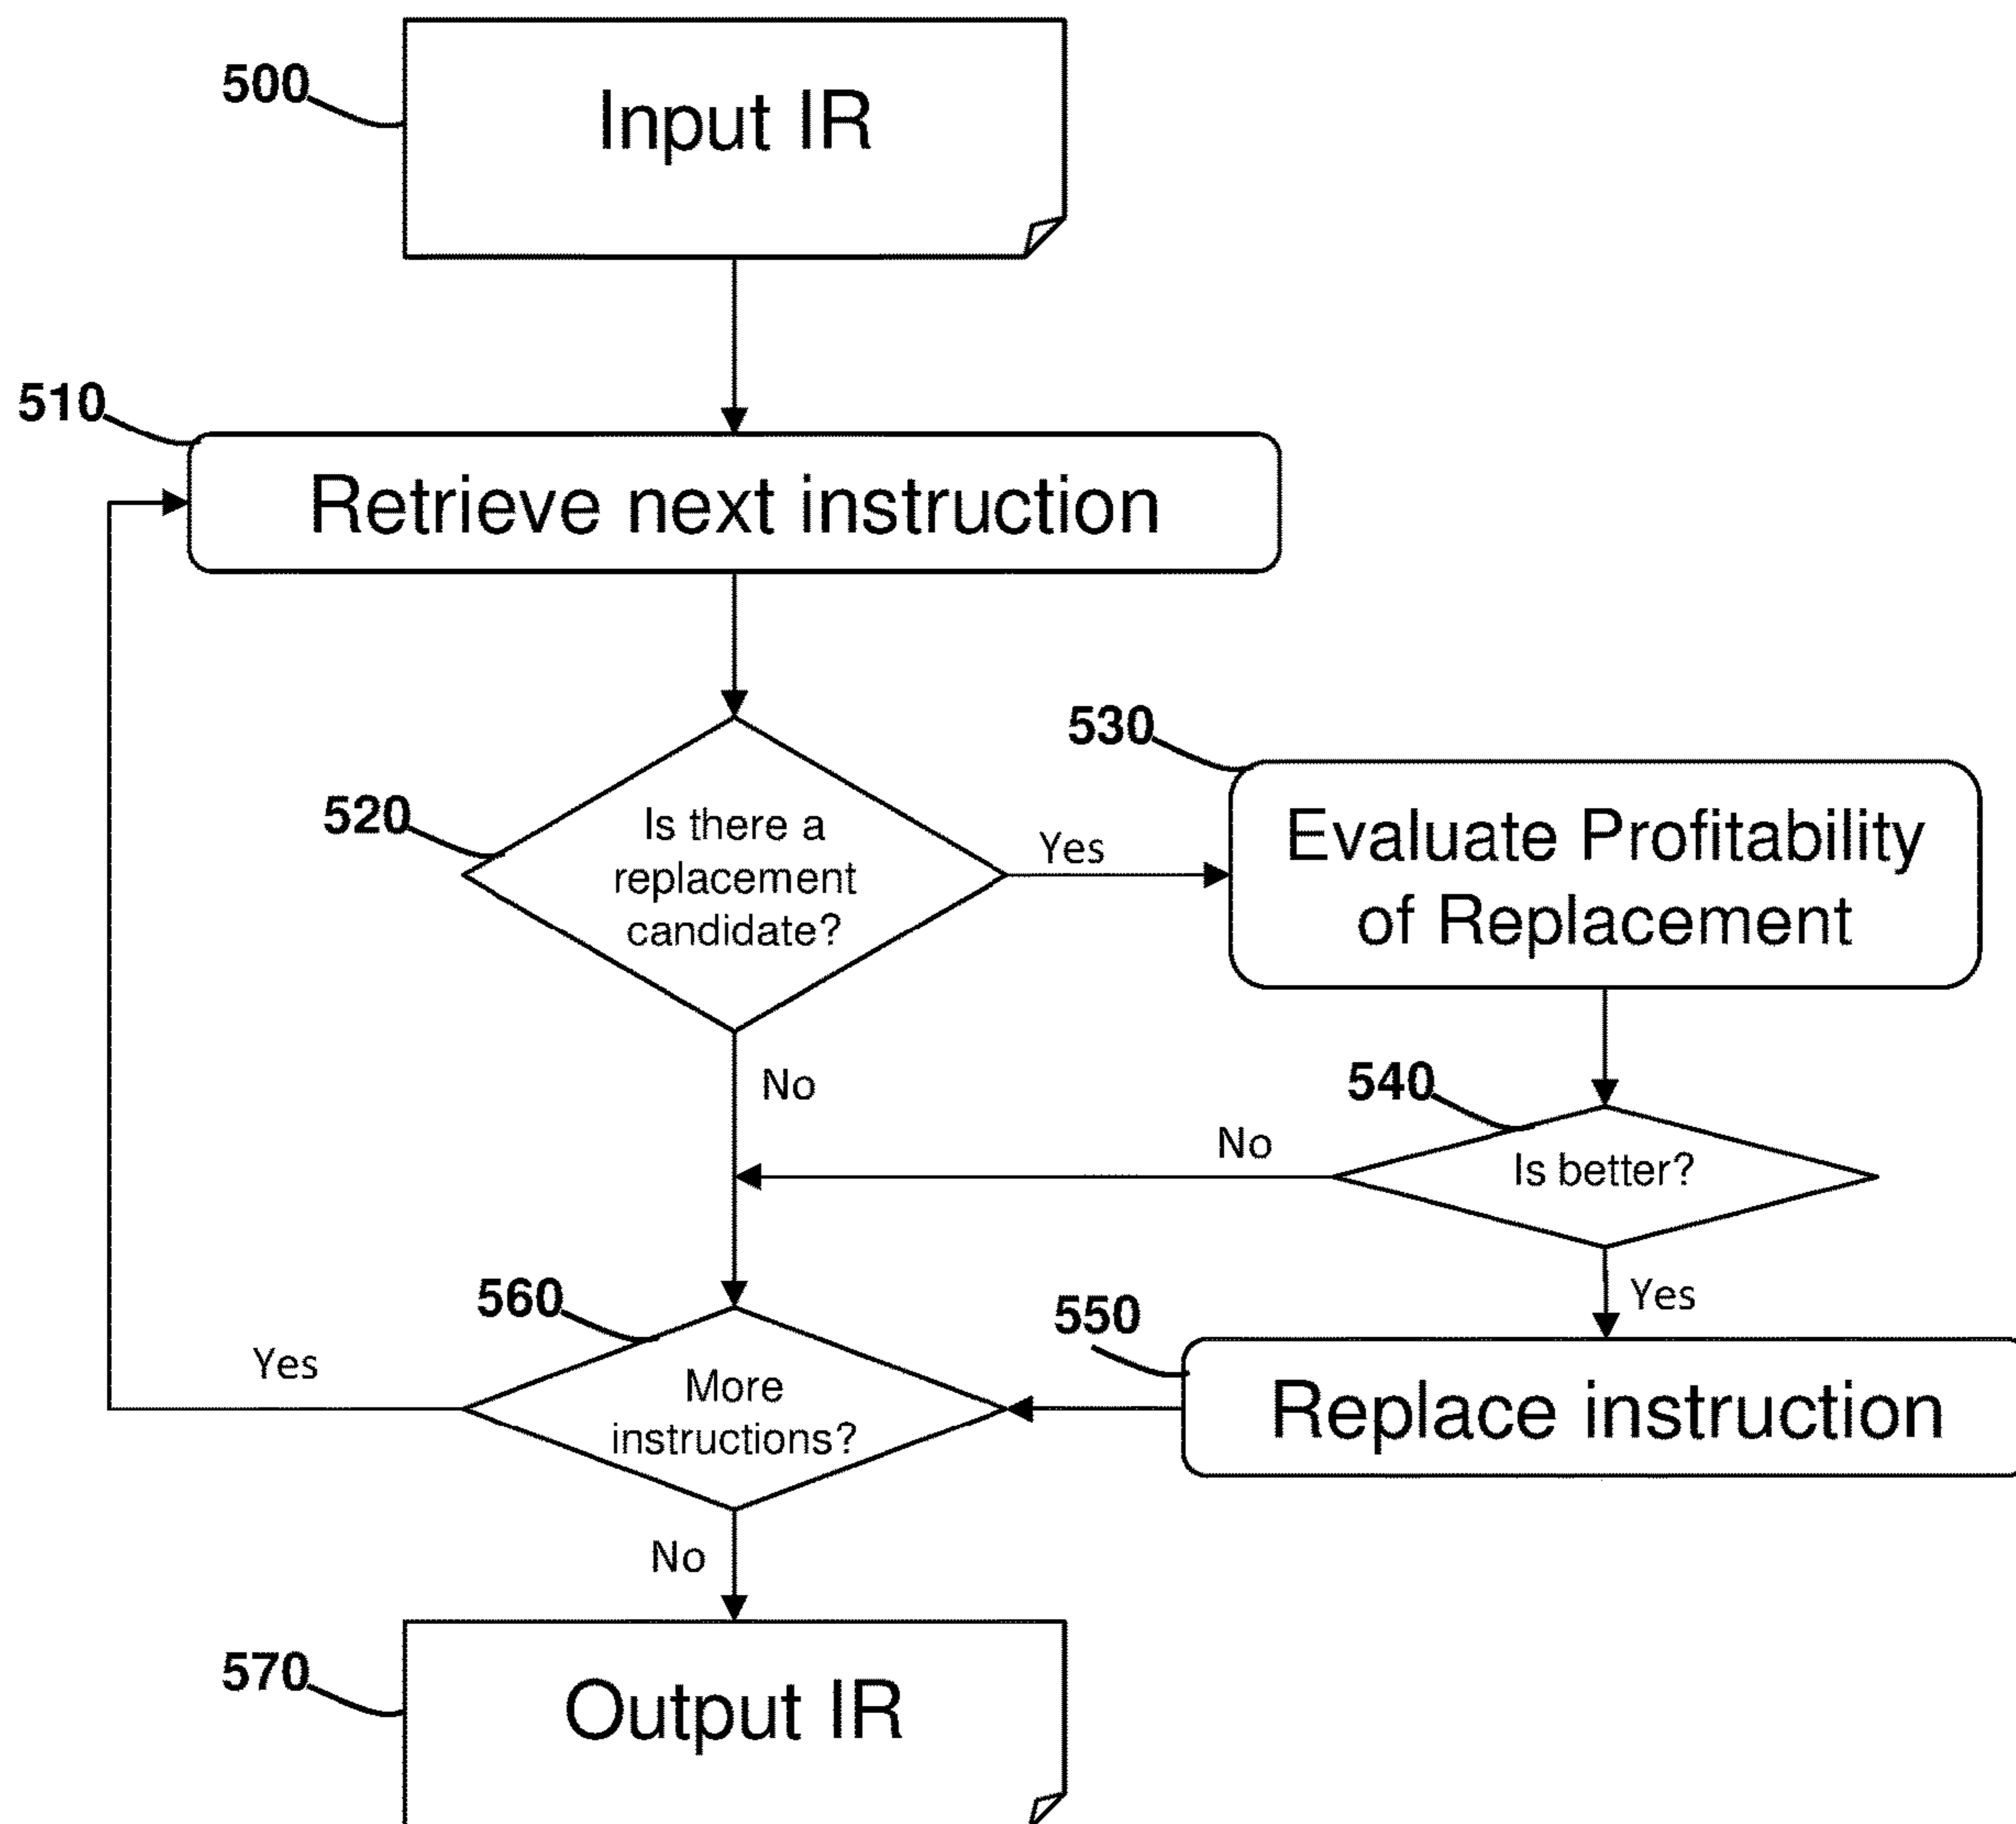 500
Input IR
510
Retrieve next instruction
520
Is there a
replacement
candidate?
Yes
530
Evaluate Profitability
of Replacement
No
540
Is better?
No
Yes
550
Replace instruction
560
More
instructions?
Yes
No
570
Output IR